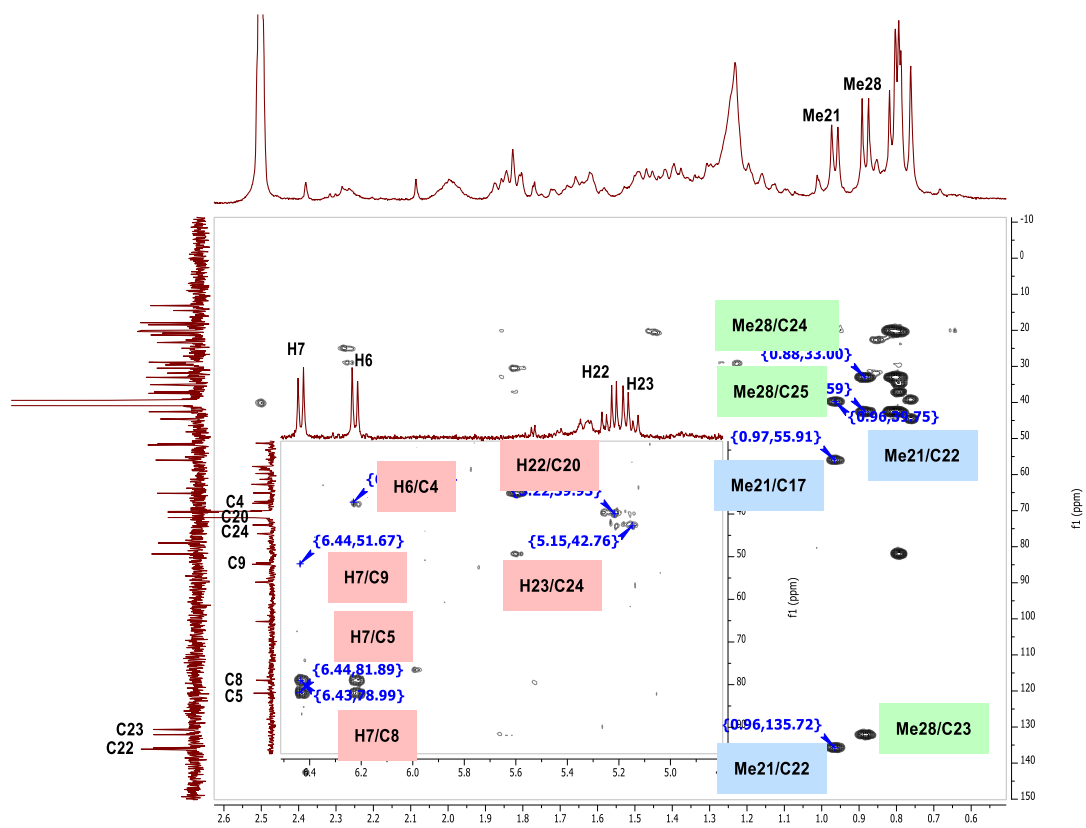 Me28
Me21
-10
0
10
20
30
40
50
60
70
80
90
100
110
120
130
140
150
f1 (ppm)
Me28/C24
{0.88,33.00}
Me28/C25
{0.96,39.75}
{0.97,55.91}
Me21/C22
Me21/C17
H7
H6
H22
H23
H22/C20
H6/C4
{5.15,42.76}
{6.44,51.67}
H23/C24
H7/C9
H7/C5
{6.44,81.89}
{6.43,78.99}
H7/C8
C4
C20
C24
C9
C8
C5
C23
C22
40
50
60
70
80
f1 (ppm)
6.4 6.2 6.0 5.8 5.6 5.4 5.2 5.0
{0.96,135.72}
Me28/C23
Me21/C22
2.6 2.5 2.4 2.3 2.2 2.1 2.0 1.9 1.8 1.7 1.6 1.5 1.4 1.3 1.2 1.1 1.0 0.9 0.8 0.7 0.6